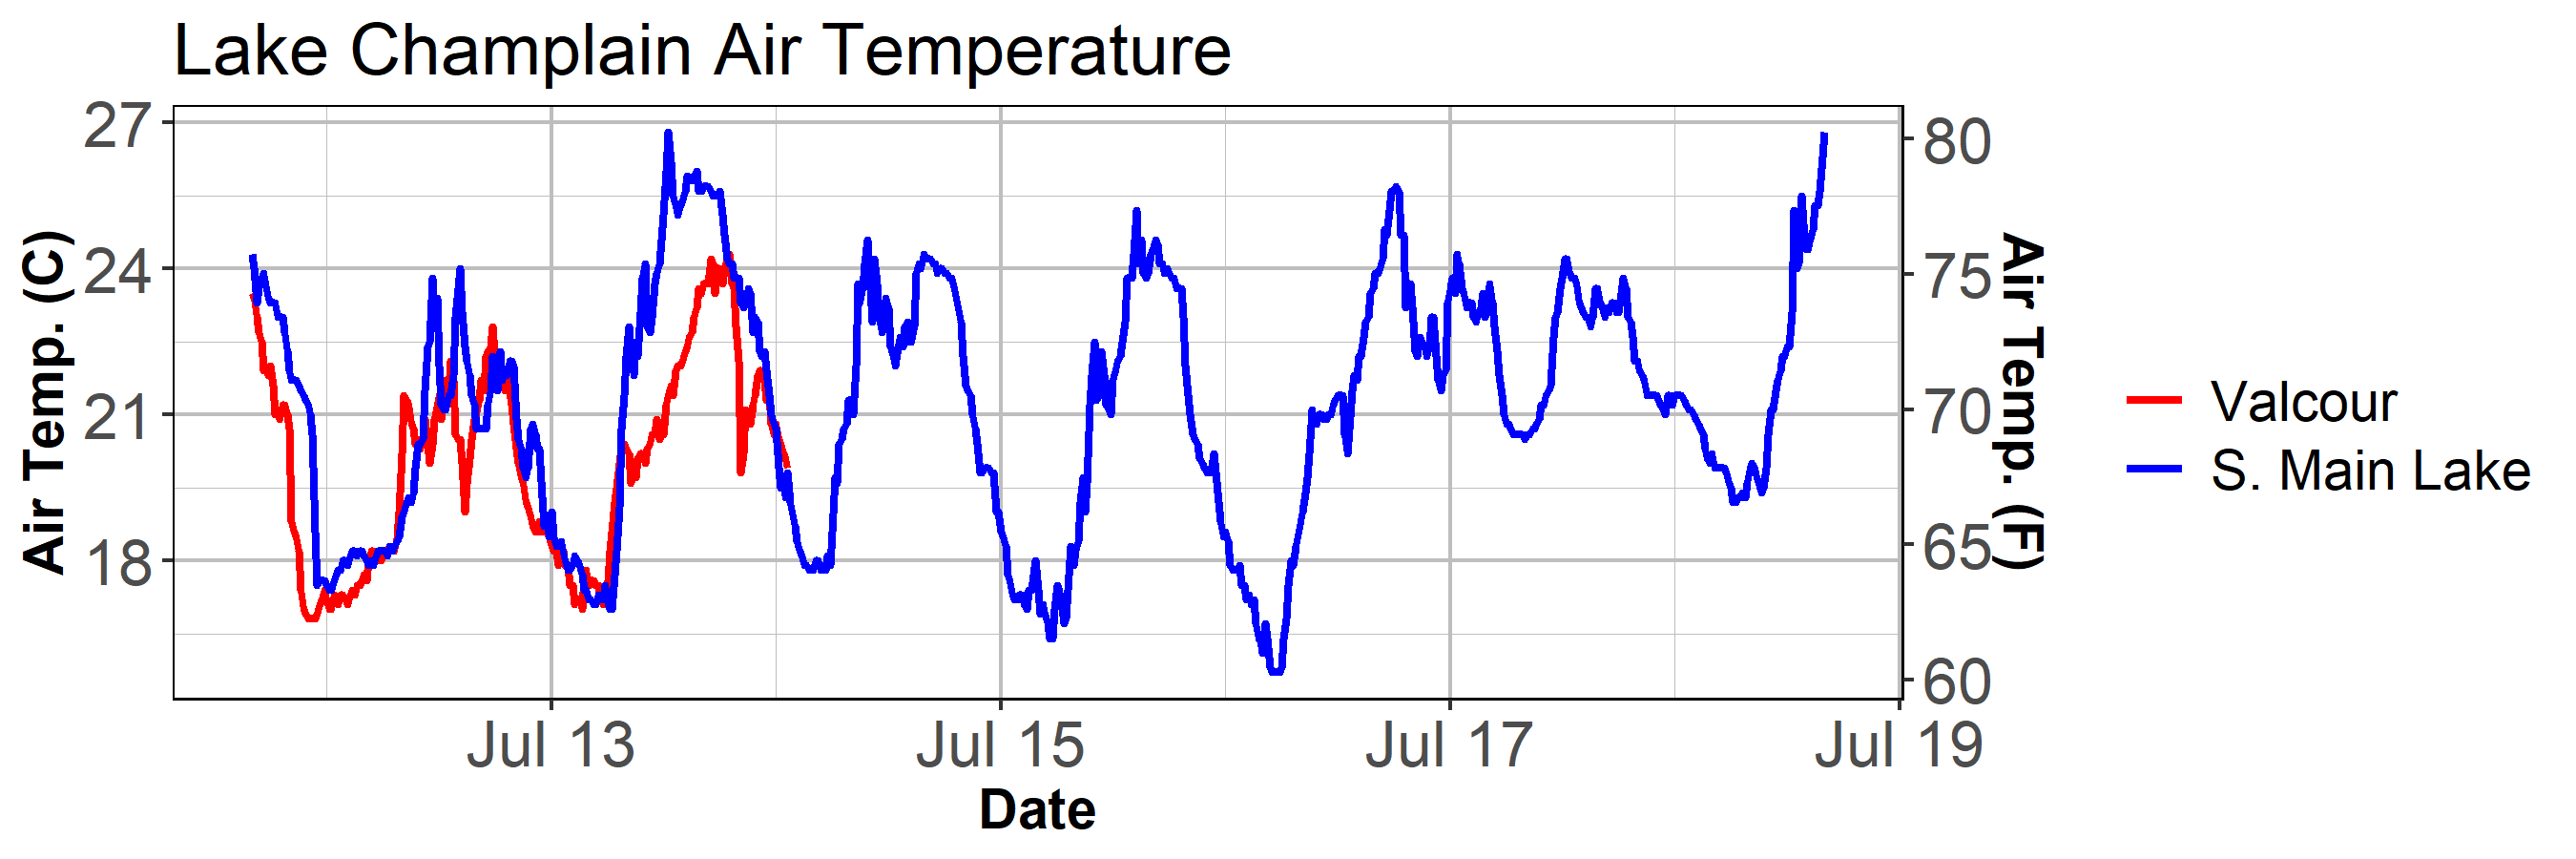 Lake Champlain Air Temperature
27
24
21
18
Air Temp. (C)
80
75
70
65
60
Air Temp. (F)
Jul 13
Jul 15
Jul 17
Jul 19
Date
Valcour
S. Main Lake